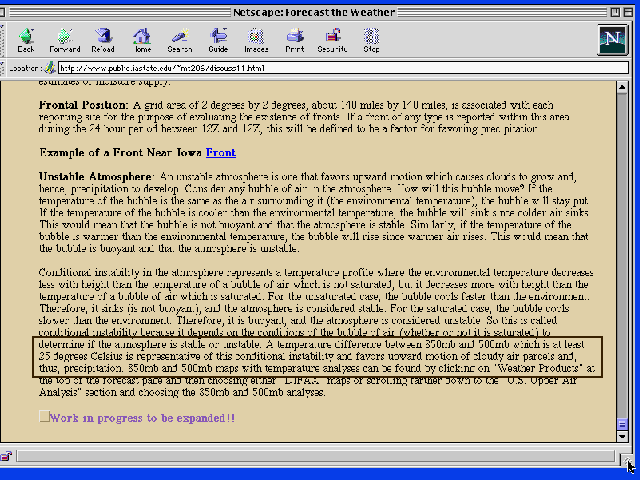 Netscape: Forecast the Weather
Back Forward Reload Home Search Guide Images Print Security Stop
Location: http://www.public.iastate.edu/~mt206/discuss11.html
estimates of moisture supply.
Frontal Position: A grid area of 2 degrees by 2 degrees, about 140 miles by 140 miles, is associated with each
reporting site for the purpose of evaluating the existence of fronts. If a front of any type is reported within this area
during the 24 hour period between 12Z and 12Z, this will be defined to be a factor for favoring precipitation.
Example of a Front Near Iowa Front
Unstable Atmosphere: An unstable atmosphere is one that favors upward motion which causes clouds to grow and,
hence, precipitation to develop. Consider any bubble of air in the atmosphere. How will this bubble move? If the
temperature of the bubble is the same as the air surrounding it (the environmental temperature), the bubble will stay put.
If the temperature of the bubble is cooler than the environmental temperature, the bubble will sink since colder air sinks.
This would mean that the bubble is not buoyant and that the atmosphere is stable. Similarly, if the temperature of the
bubble is warmer than the environmental temperature, the bubble will rise since warmer air rises. This would mean that
the bubble is buoyant and that the atmosphere is unstable.
Conditional instability in the atmosphere represents a temperature profile where the environmental temperature decreases
less with height than the temperature of a bubble of air which is not saturated, but it decreases more with height than the
temperature of a bubble of air which is saturated. For the unsaturated case, the bubble cools faster than the environment.
Therefore, it sinks (is not buoyant), and the atmosphere is considered stable. For the saturated case, the bubble cools
slower than the environment. Therefore, it is buoyant, and the atmosphere is considered unstable. So this is called
conditional instability because it depends on the conditions of the bubble of air (whether or not it is saturated) to
determine if the atmosphere is stable or unstable. A temperature difference between 850mb and 500mb which is at least
25 degrees Celsius is representative of this conditional instability and favors upward motion of cloudy air parcels and,
thus, precipitation. 850mb and 500mb maps with temperature analyses can be found by clicking on "Weather Products" at
the top of the forecast page and then choosing either "DIFAX" maps or scrolling farther down to the "U.S. Upper Air
Analysis" section and choosing the 850mb and 500mb analyses.
Work in progress to be expanded!!